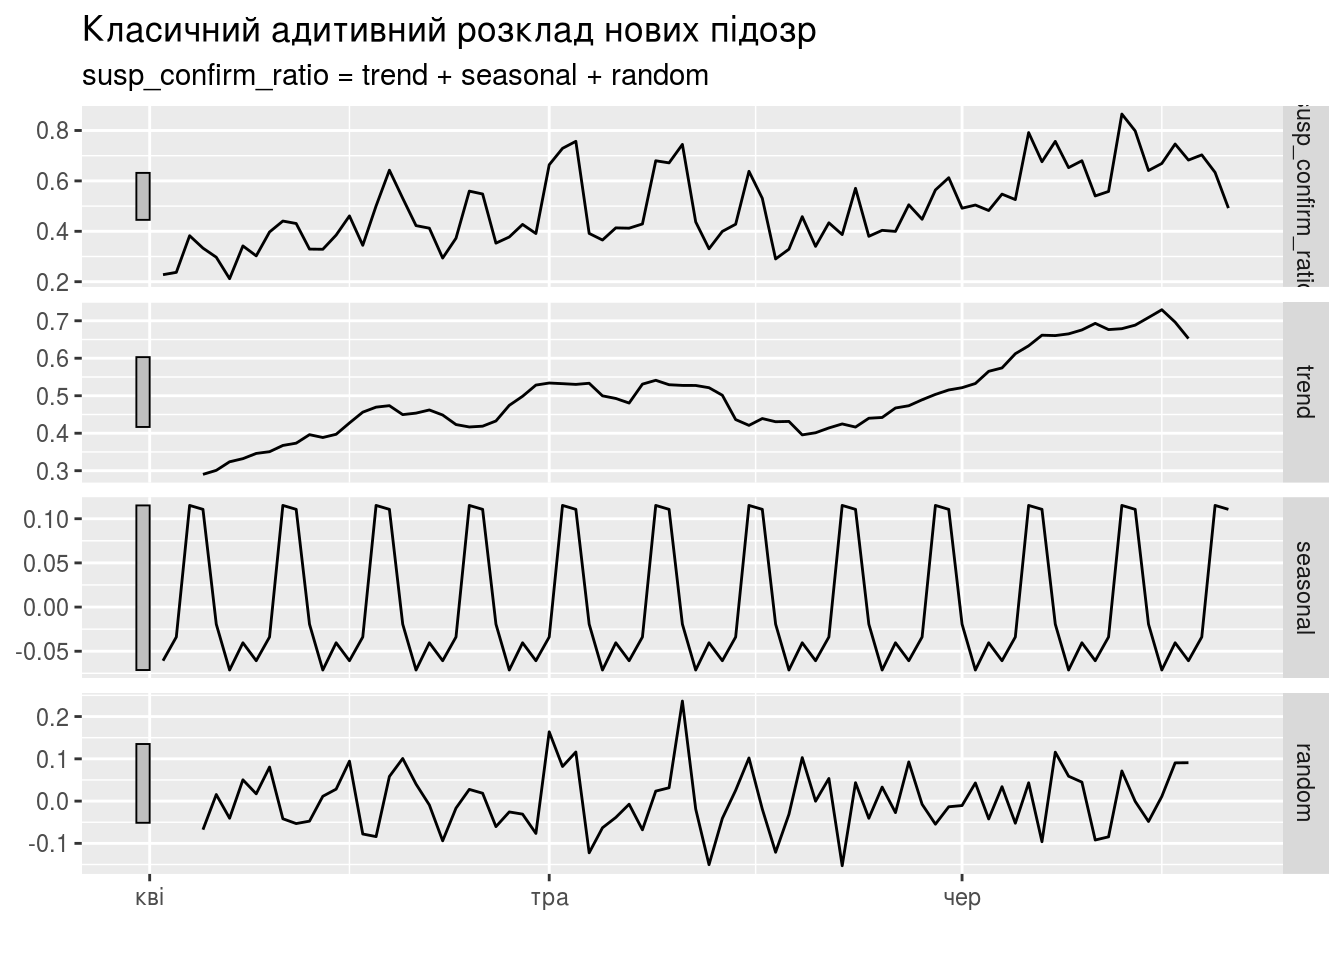 Класичний адитивний розклад нових підозр
susp_confirm_ratio = trend + seasonal + random
0.8
0.6
0.4
0.2
susp_confirm_ratio
0.7
0.6
0.5
0.4
0.3
trend
0.10
0.05
0.00
-0.05
seasonal
0.2
0.1
0.0
-0.1
random
кві
тра
чер